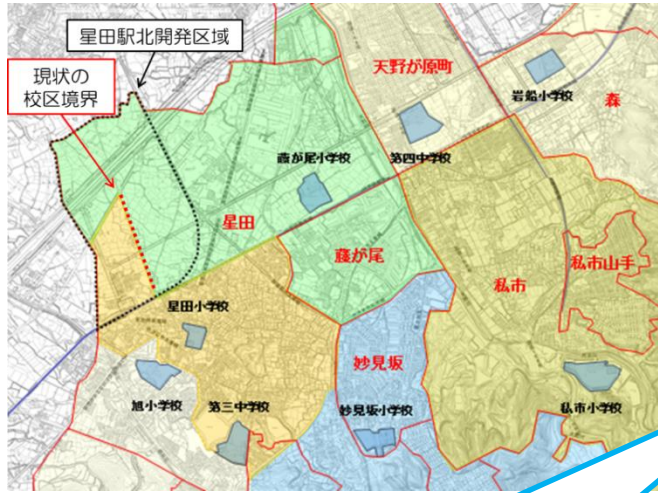 星田駅北開発区域
現状の
校区境界
天野が原町
岩船小学校
森
藤が尾小学校
第四中学校
星田
藤が尾
私市
私市山手
星田小学校
妙見坂
旭小学校
第三中学校
妙見坂小学校
私市小学校